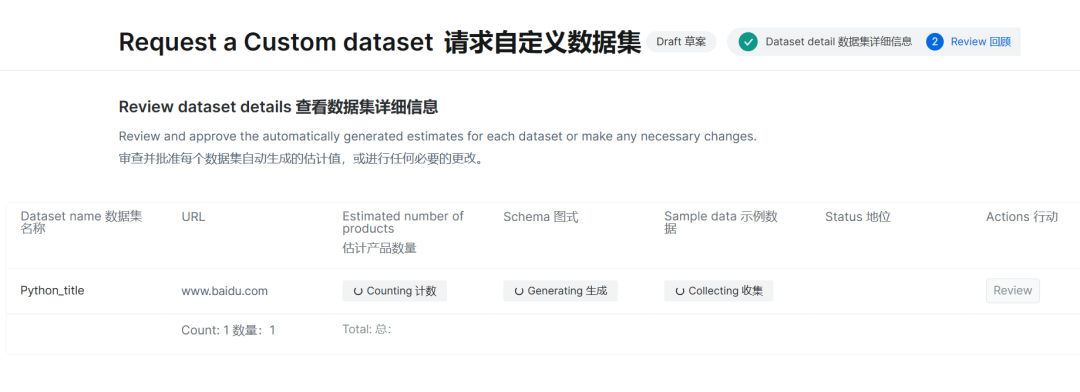 Request a Custom dataset 请求自定义数据集 Draft 草案 Dataset detail 数据集详细信息 2 Review 回顾
Review dataset details 查看数据集详细信息
Review and approve the automatically generated estimates for each dataset or make any necessary changes.
审查并批准每个数据集自动生成的估计值，或进行任何必要的更改。
Dataset name 数据集
名称
URL
Estimated number of
products
估计产品数量
Schema 图式
Sample data 示例数
据
Status 地位
Actions 行动
Python_title
www.baidu.com
Counting 计数
Generating 生成
Collecting 收集
Review
Count: 1 数量：1
Total: 总：